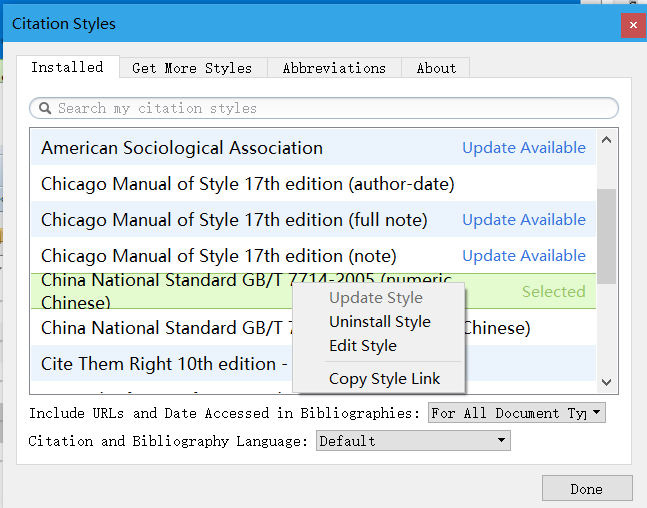 Citation Styles
Installed
Get More Styles
Abbreviations
About
Search my citation styles
American Sociological Association
Update Available
Chicago Manual of Style 17th edition (author-date)
Chicago Manual of Style 17th edition (full note)
Update Available
Chicago Manual of Style 17th edition (note)
Update Available
China National Standard GB/T 7714-2005 (numeric,
Chinese)
Selected
China National Standard GB/T 7
Chinese)
Cite Them Right 10th edition -
Update Style
Uninstall Style
Edit Style
Copy Style Link
Include URLs and Date Accessed in Bibliographies:
For All Document Typ
Citation and Bibliography Language:
Default
Done